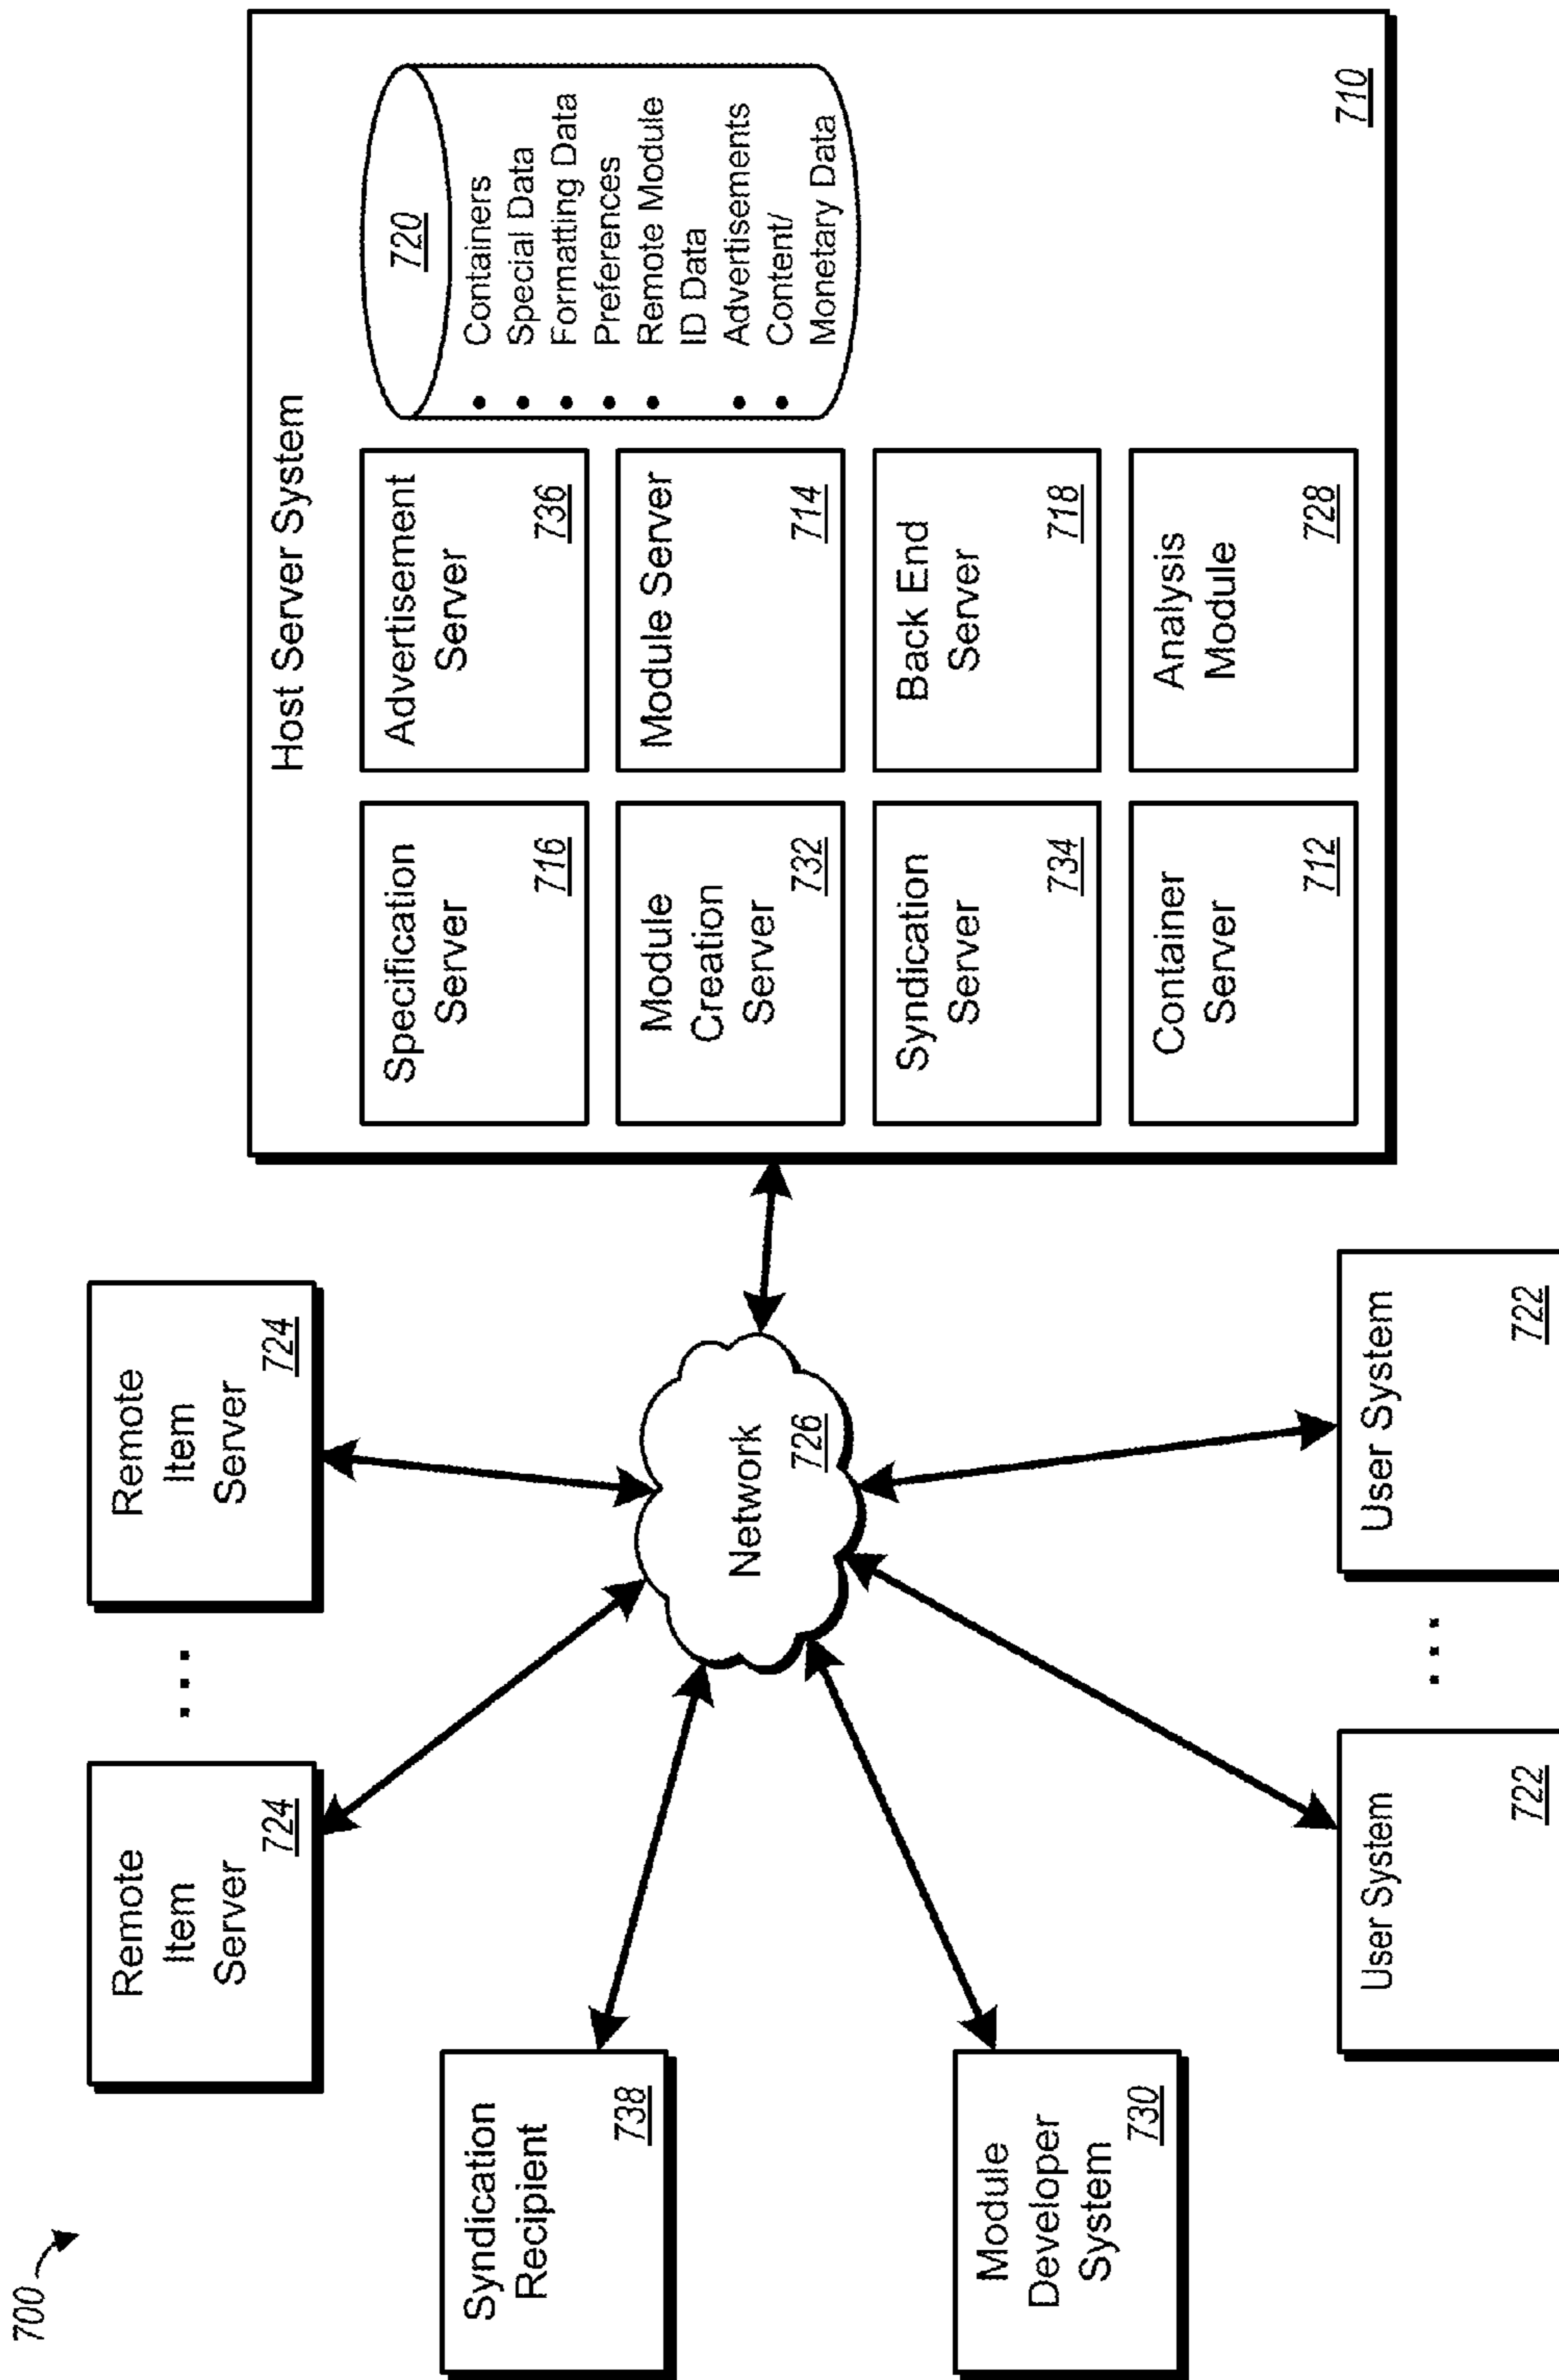 700
Remote
Item
Server
724
...
Remote
Item
Server
724
Syndication
Recipient
738
Module
Developer
System
730
Network
726
User System
722
...
User System
722
Host Server System
Specification
Server
716
Advertisement
Server
736
Module
Creation
Server
732
Module Server
714
Syndication
Server
734
Back End
Server
718
Container
Server
712
Analysis
Module
728
720
• Containers
• Special Data
• Formatting Data
• Preferences
• Remote Module
ID Data
• Advertisements
• Content/
Monetary Data
710